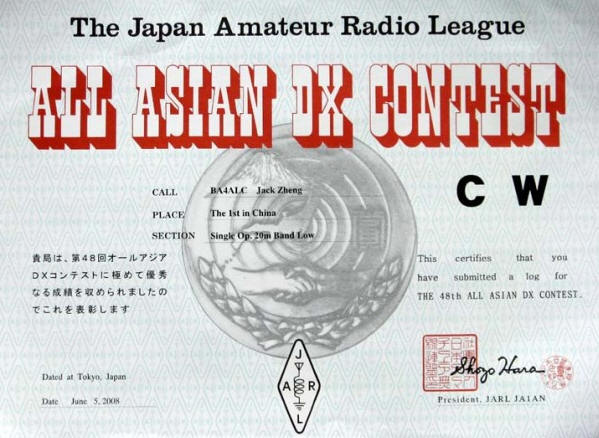 The Japan Amateur Radio League
ALL ASIAN DX CONTEST
CW
CALL BA4ALC Jack Zheng
PLACE The 1st in China
SECTION Single Op. 20m Band Low
貴局は、第48回オールアジア
DXコンテストに極めて優秀
なる成績を収められましたの
でこれを表彰します
This certifies that you
have submitted a log for
THE 48th ALL ASIAN DX CONTEST.
Dated at Tokyo, Japan
Date June 5, 2008
J
A R
L
Shozo Hara
President, JARL JA1AN